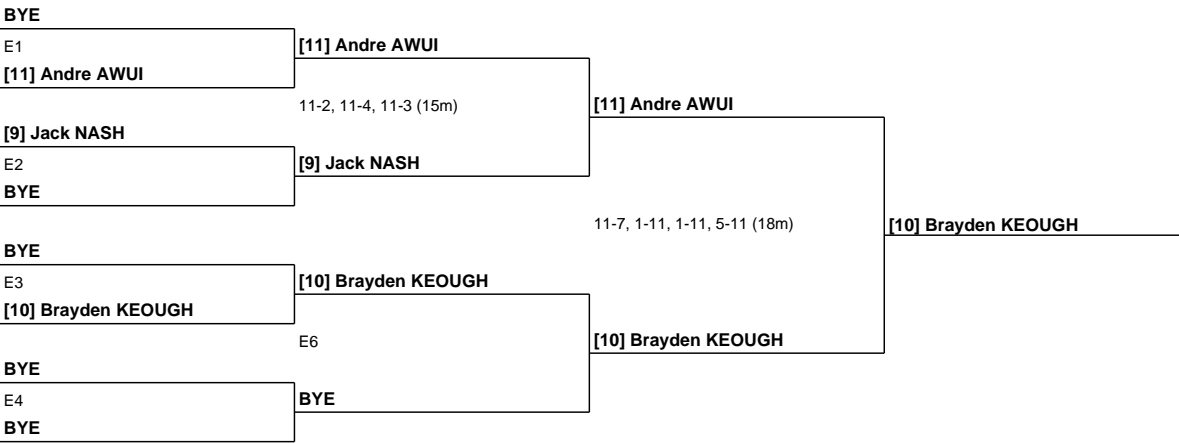 BYE
E1
[11] Andre AWUI
[11] Andre AWUI
11-2, 11-4, 11-3 (15m)
[11] Andre AWUI
[9] Jack NASH
E2
[9] Jack NASH
BYE
11-7, 1-11, 1-11, 5-11 (18m)
[10] Brayden KEOUGH
BYE
E3
[10] Brayden KEOUGH
[10] Brayden KEOUGH
E6
[10] Brayden KEOUGH
BYE
E4
BYE
BYE